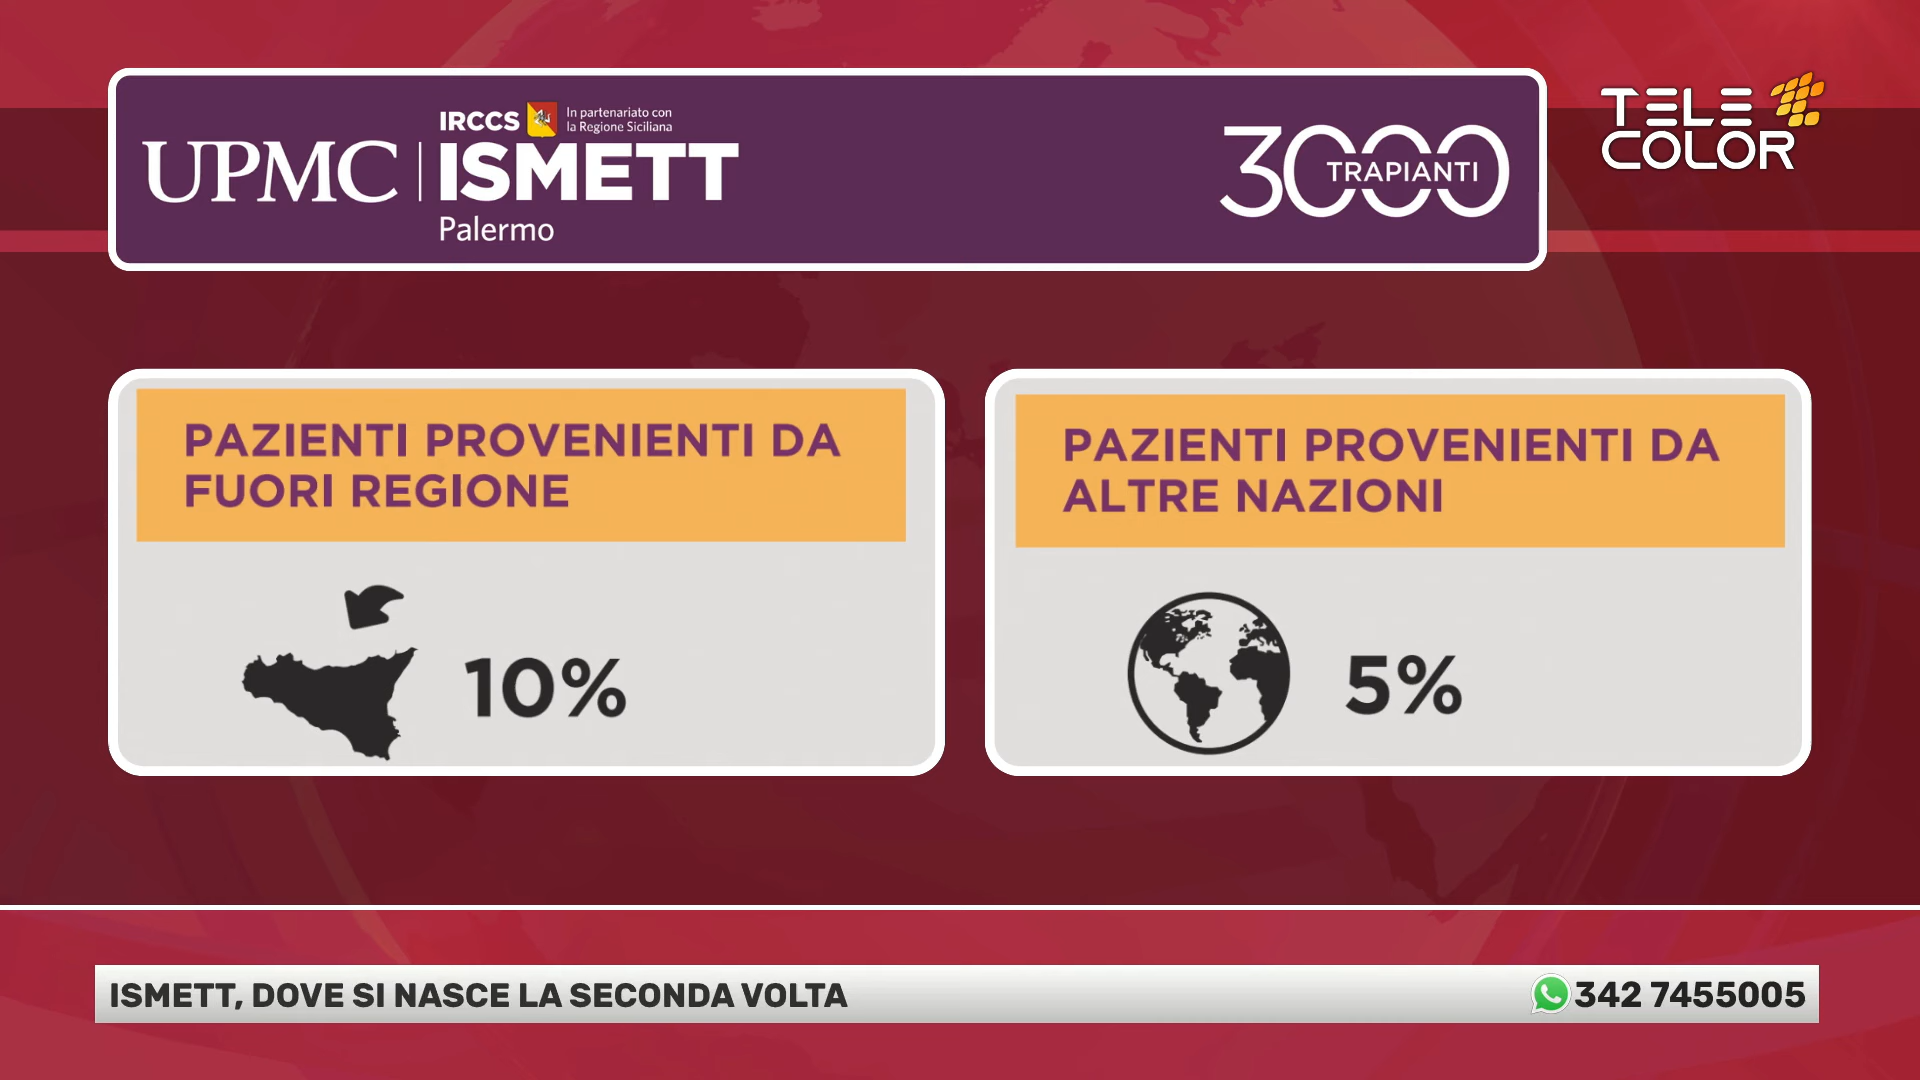 IRCCS
In partenariato con
la Regione Siciliana
UPMC
ISMETT
Palermo
3000
TRAPIANTI
TELE
COLOR
PAZIENTI PROVENIENTI DA
FUORI REGIONE
10%
PAZIENTI PROVENIENTI DA
ALTRE NAZIONI
5%
ISMETT, DOVE SI NASCE LA SECONDA VOLTA
342 7455005